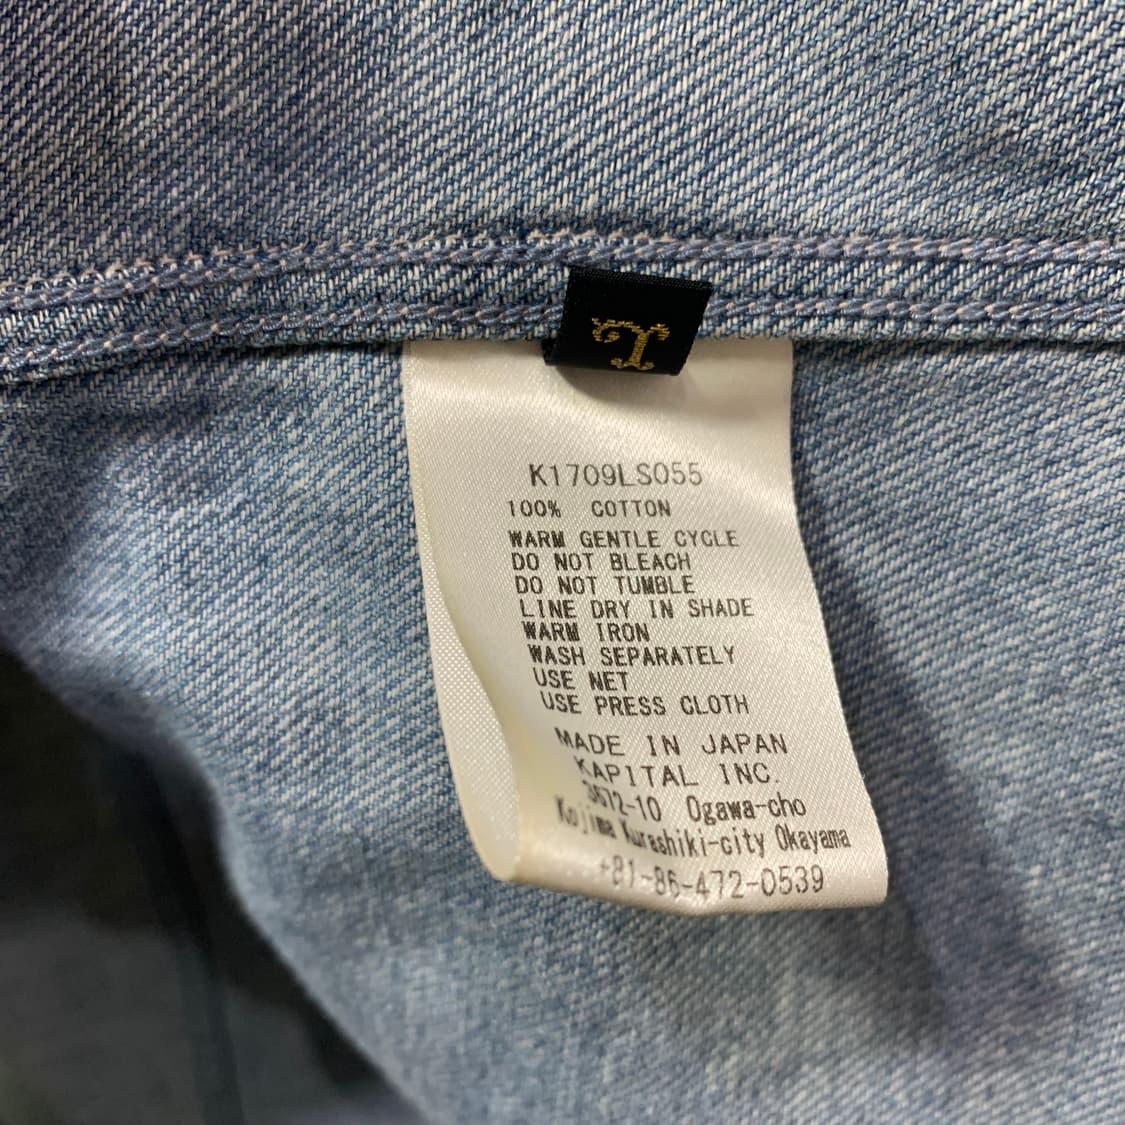 K1709LS055
100% COTTON
WARM GENTLE CYCLE
DO NOT BLEACH
DO NOT TUMBLE
LINE DRY IN SHADE
WARM IRON
WASH SEPARATELY
USE NET
USE PRESS CLOTH
MADE IN JAPAN
KAPITAL INC.
3672-10 Ogawa-cho
Kojima Kurashiki-city Okayama
+81-86-472-0539